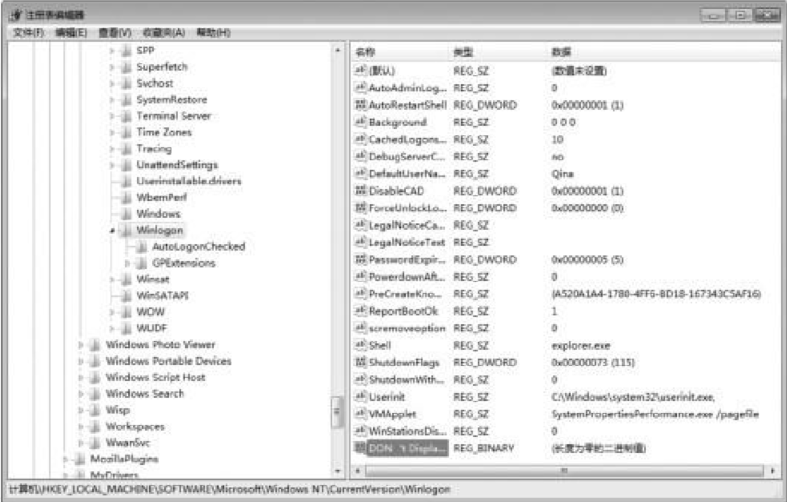 注册表编辑器
文件(F) 编辑(E) 查看(V) 收藏夹(A) 帮助(H)
SPP
Superfetch
Svchost
SystemRestore
Terminal Server
Time Zones
Tracing
UnattendSettings
Userinstallable.drivers
WbemPerf
Windows
Winlogon
AutoLogonChecked
GPExtensions
Winsat
WinSATAPI
WOW
WUDF
Windows Photo Viewer
Windows Portable Devices
Windows Script Host
Windows Search
Wisp
Workspaces
WwanSvc
MozillaPlugins
MyDrivers
名称 类型 数据
(默认) REG_SZ (数值未设置)
AutoAdminLog... REG_SZ 0
AutoRestartShell REG_DWORD 0x00000001 (1)
Background REG_SZ 0 0 0
CachedLogons... REG_SZ 10
DebugServerC... REG_SZ no
DefaultUserNa... REG_SZ Qina
DisableCAD REG_DWORD 0x00000001 (1)
ForceUnlockLo... REG_DWORD 0x00000000 (0)
LegalNoticeCa... REG_SZ
LegalNoticeText REG_SZ
PasswordExpir... REG_DWORD 0x00000005 (5)
PowerdownAft... REG_SZ 0
PreCreateKno... REG_SZ {A520A1A4-1780-4FF6-BD18-167343C5AF16}
ReportBootOk REG_SZ 1
scremoveoption REG_SZ 0
Shell REG_SZ explorer.exe
ShutdownFlags REG_DWORD 0x00000073 (115)
ShutdownWith... REG_SZ 0
Userinit REG_SZ C:\Windows\system32\userinit.exe,
VMApplet REG_SZ SystemPropertiesPerformance.exe /pagefile
WinStationsDis... REG_SZ 0
Displa... REG_BINARY (长度为零的二进制值)
计算机\HKEY_LOCAL_MACHINE\SOFTWARE\Microsoft\Windows NT\CurrentVersion\Winlogon